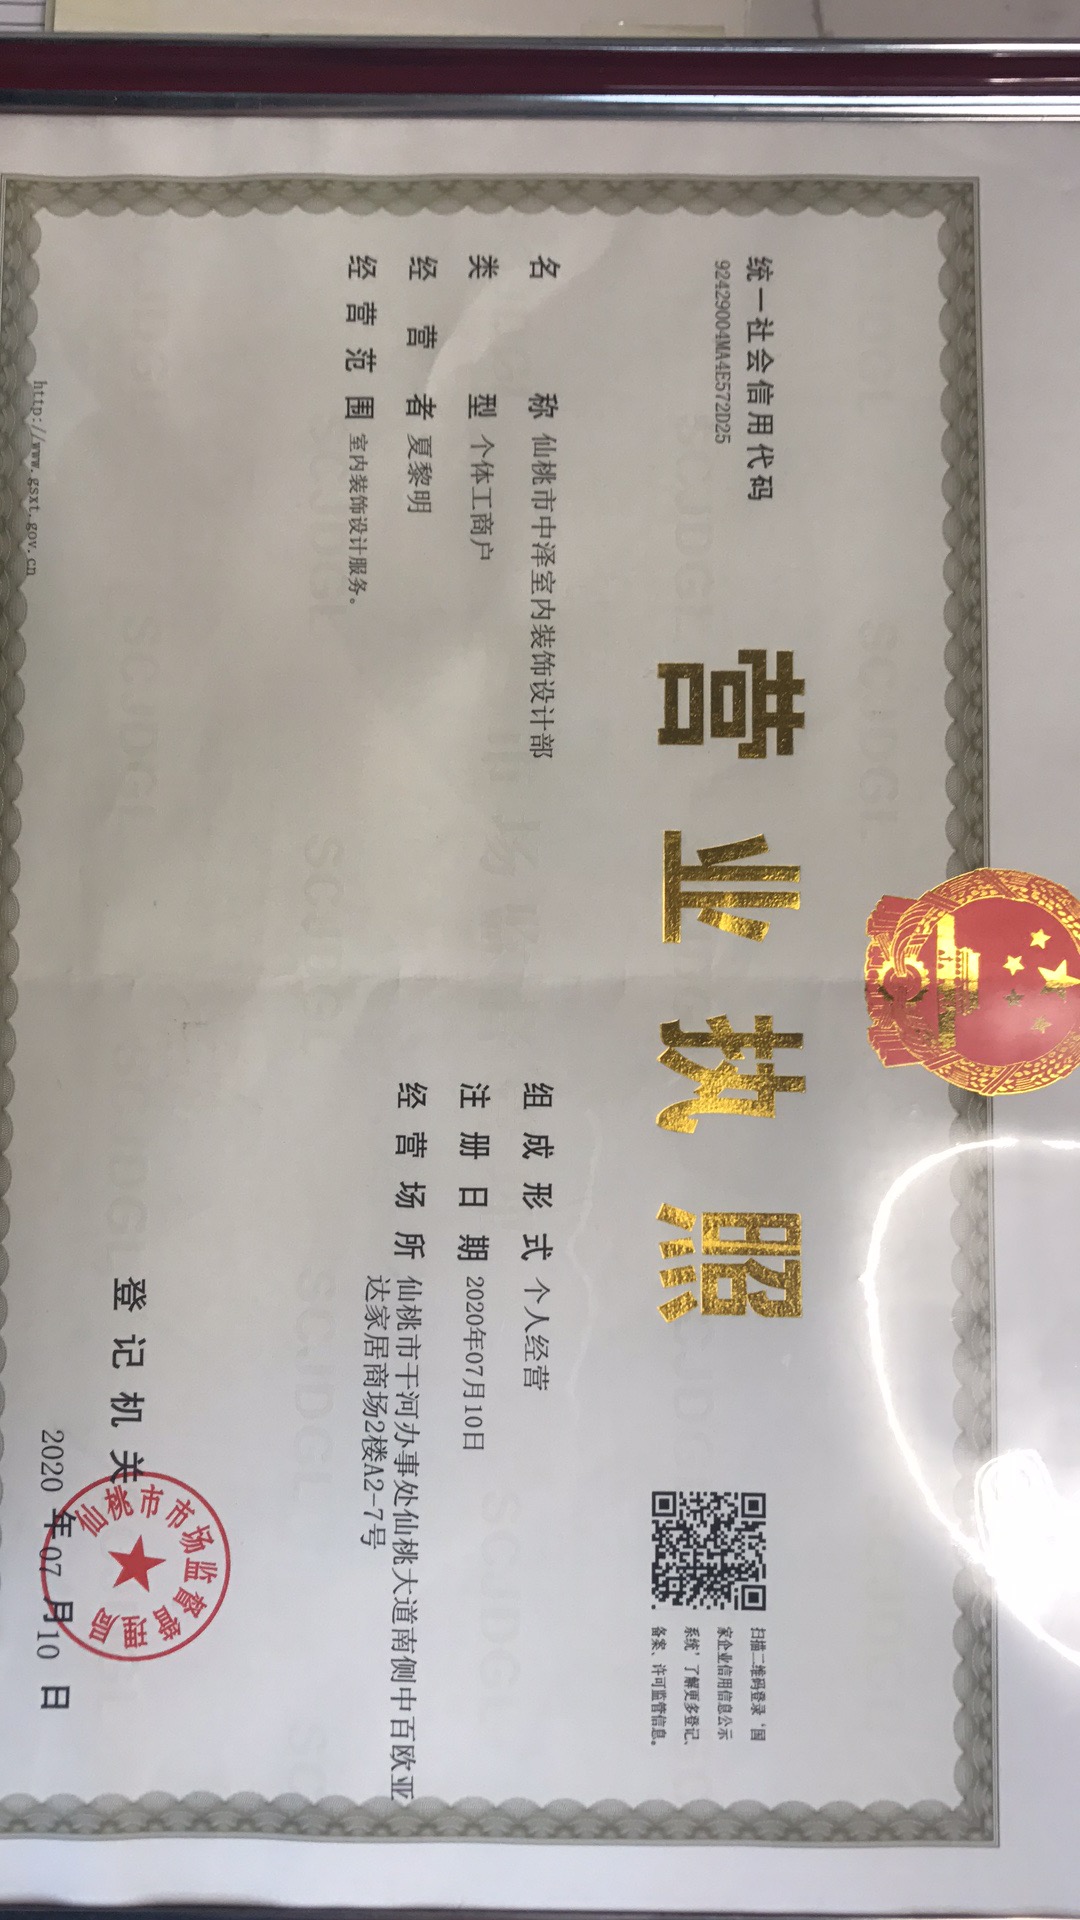 统一社会信用代码
92429004MA4E572D25
营业执照
扫描二维码登录‘国
家企业信用信息公示
系统’了解更多登记、
备案、许可监管信息。
名称 仙桃市中泽室内装饰设计部
类型 个体工商户
经营者 夏黎明
经营范围 室内装饰设计服务。
组成形式 个人经营
注册日期 2020年07月10日
经营场所 仙桃市干河办事处仙桃大道南侧中百欧亚
达家居商场2楼A2-7号
登记机关
仙桃市市场监督管理局
2020 年 07 月 10 日
http://www.gsxt.gov.cn
SCJDGL